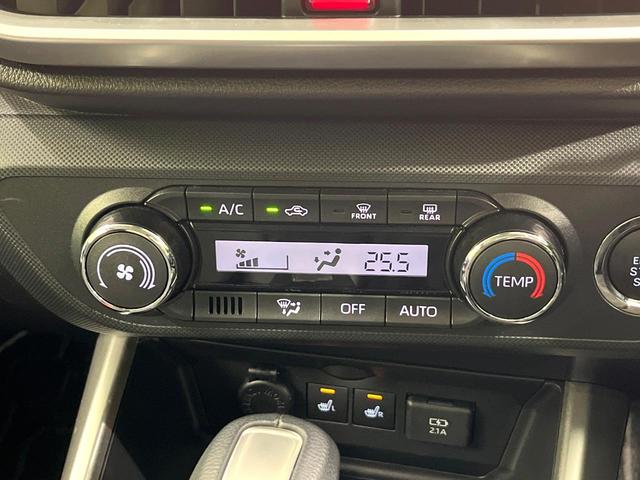 A/C
FRONT
REAR
25.5
TEMP
OFF
AUTO
L
R
2.1A